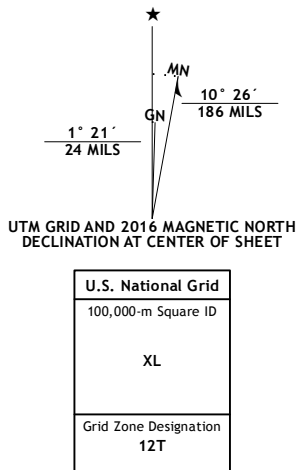 MN
GN
10° 26´
186 MILS
1° 21´
24 MILS
UTM GRID AND 2016 MAGNETIC NORTH
DECLINATION AT CENTER OF SHEET
U.S. National Grid
100,000-m Square ID
XL
Grid Zone Designation
12T